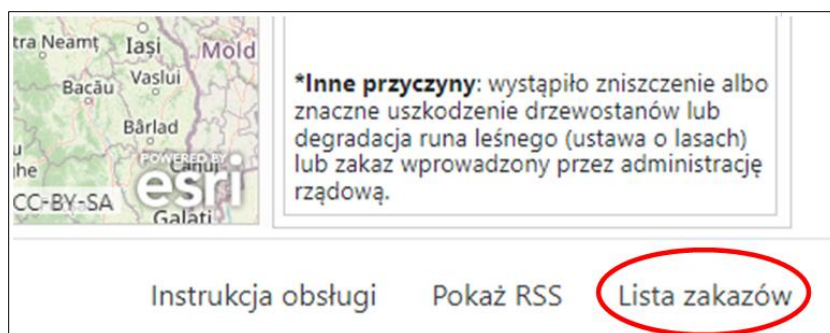 tra Neamț
Iași
Mold
Bacău
Vaslui
Bârlad
u
ghe
POWERED BY
esri
CC-BY-SA
Galați
*Inne przyczyny: wystąpiło zniszczenie albo
znaczne uszkodzenie drzewostanów lub
degradacja runa leśnego (ustawa o lasach)
lub zakaz wprowadzony przez administrację
rządową.
Instrukcja obsługi Pokaż RSS Lista zakazów